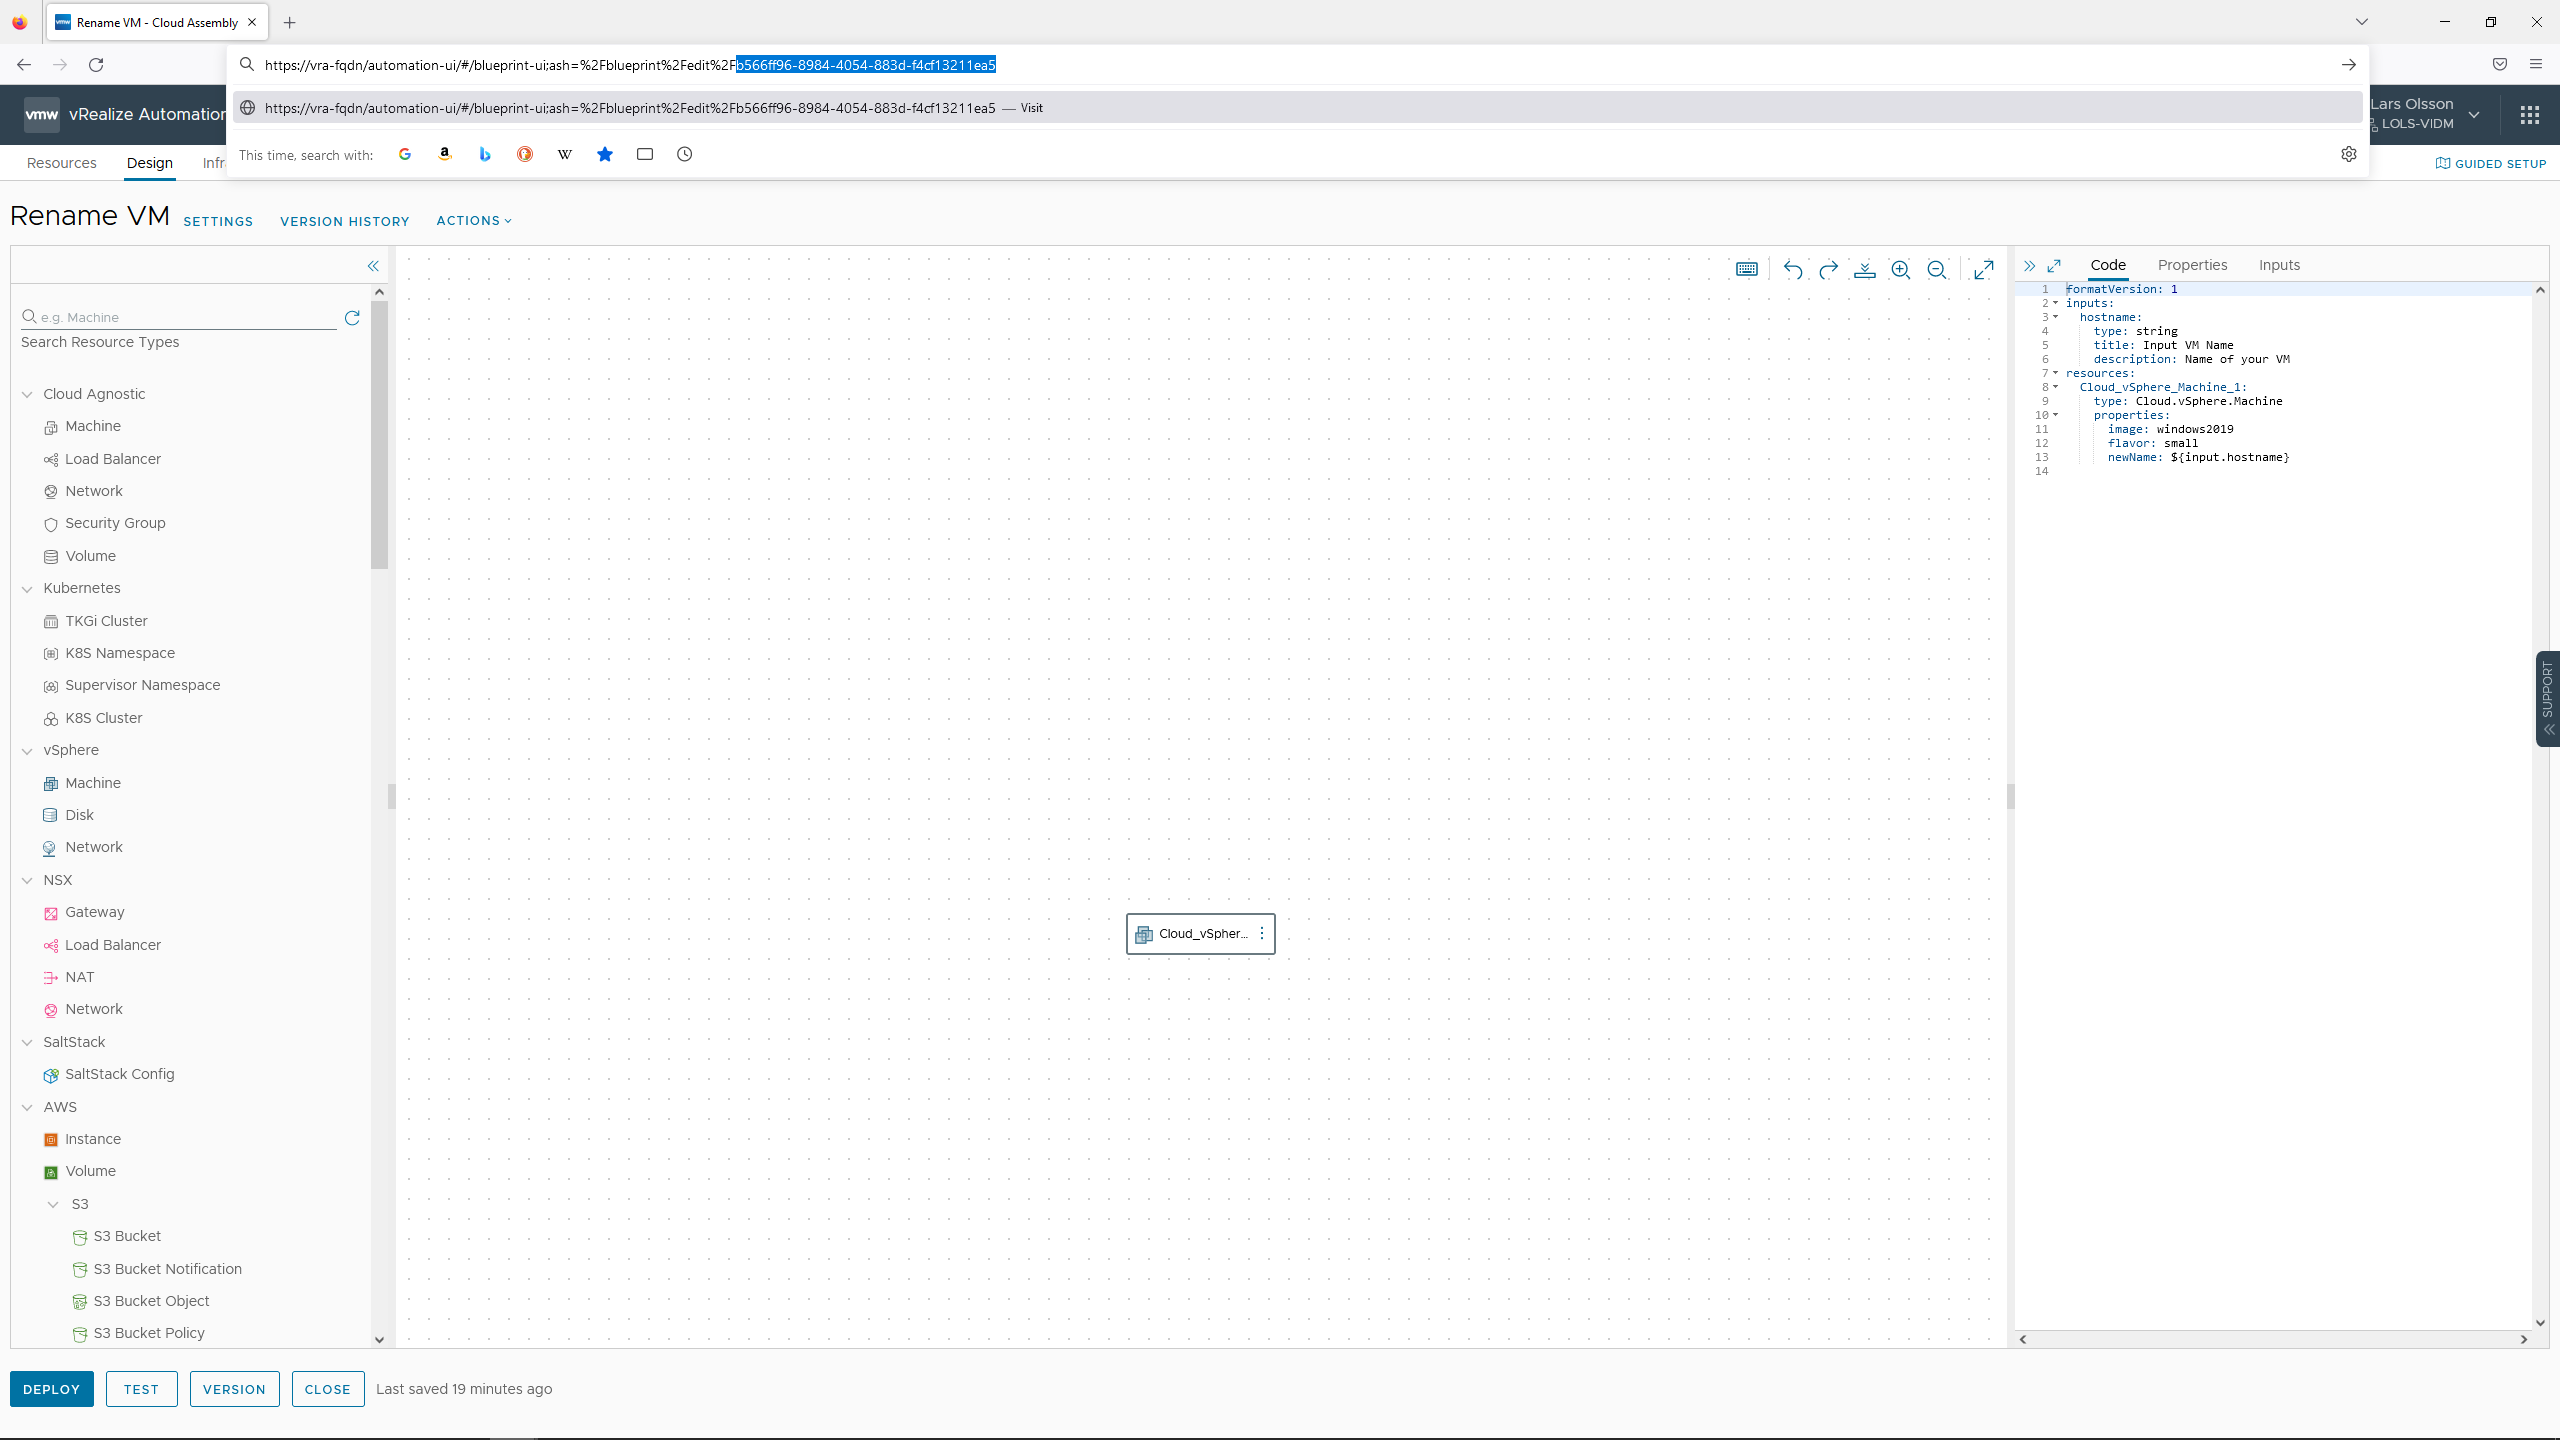 Rename VM - Cloud Assembly
https://vra-fqdn/automation-ui/#/blueprint-ui;ash=%2Fblueprint%2Fedit%2Fb566ff96-8984-4054-883d-f4cf13211ea5
https://vra-fqdn/automation-ui/#/blueprint-ui;ash=%2Fblueprint%2Fedit%2Fb566ff96-8984-4054-883d-f4cf13211ea5 — Visit
vmw vRealize Automation
Lars Olsson
LOLS-VIDM
This time, search with:
Resources Design Infr
GUIDED SETUP
Rename VM SETTINGS VERSION HISTORY ACTIONS
e.g. Machine
Search Resource Types
Cloud Agnostic
Machine
Load Balancer
Network
Security Group
Volume
Kubernetes
TKGi Cluster
K8S Namespace
Supervisor Namespace
K8S Cluster
vSphere
Machine
Disk
Network
NSX
Gateway
Load Balancer
NAT
Network
SaltStack
SaltStack Config
AWS
Instance
Volume
S3
S3 Bucket
S3 Bucket Notification
S3 Bucket Object
S3 Bucket Policy
Cloud_vSpher...
Code Properties Inputs
1 formatVersion: 1
2 inputs:
3 hostname:
4 type: string
5 title: Input VM Name
6 description: Name of your VM
7 resources:
8 Cloud_vSphere_Machine_1:
9 type: Cloud.vSphere.Machine
10 properties:
11 image: windows2019
12 flavor: small
13 newName: ${input.hostname}
14
SUPPORT
DEPLOY TEST VERSION CLOSE Last saved 19 minutes ago